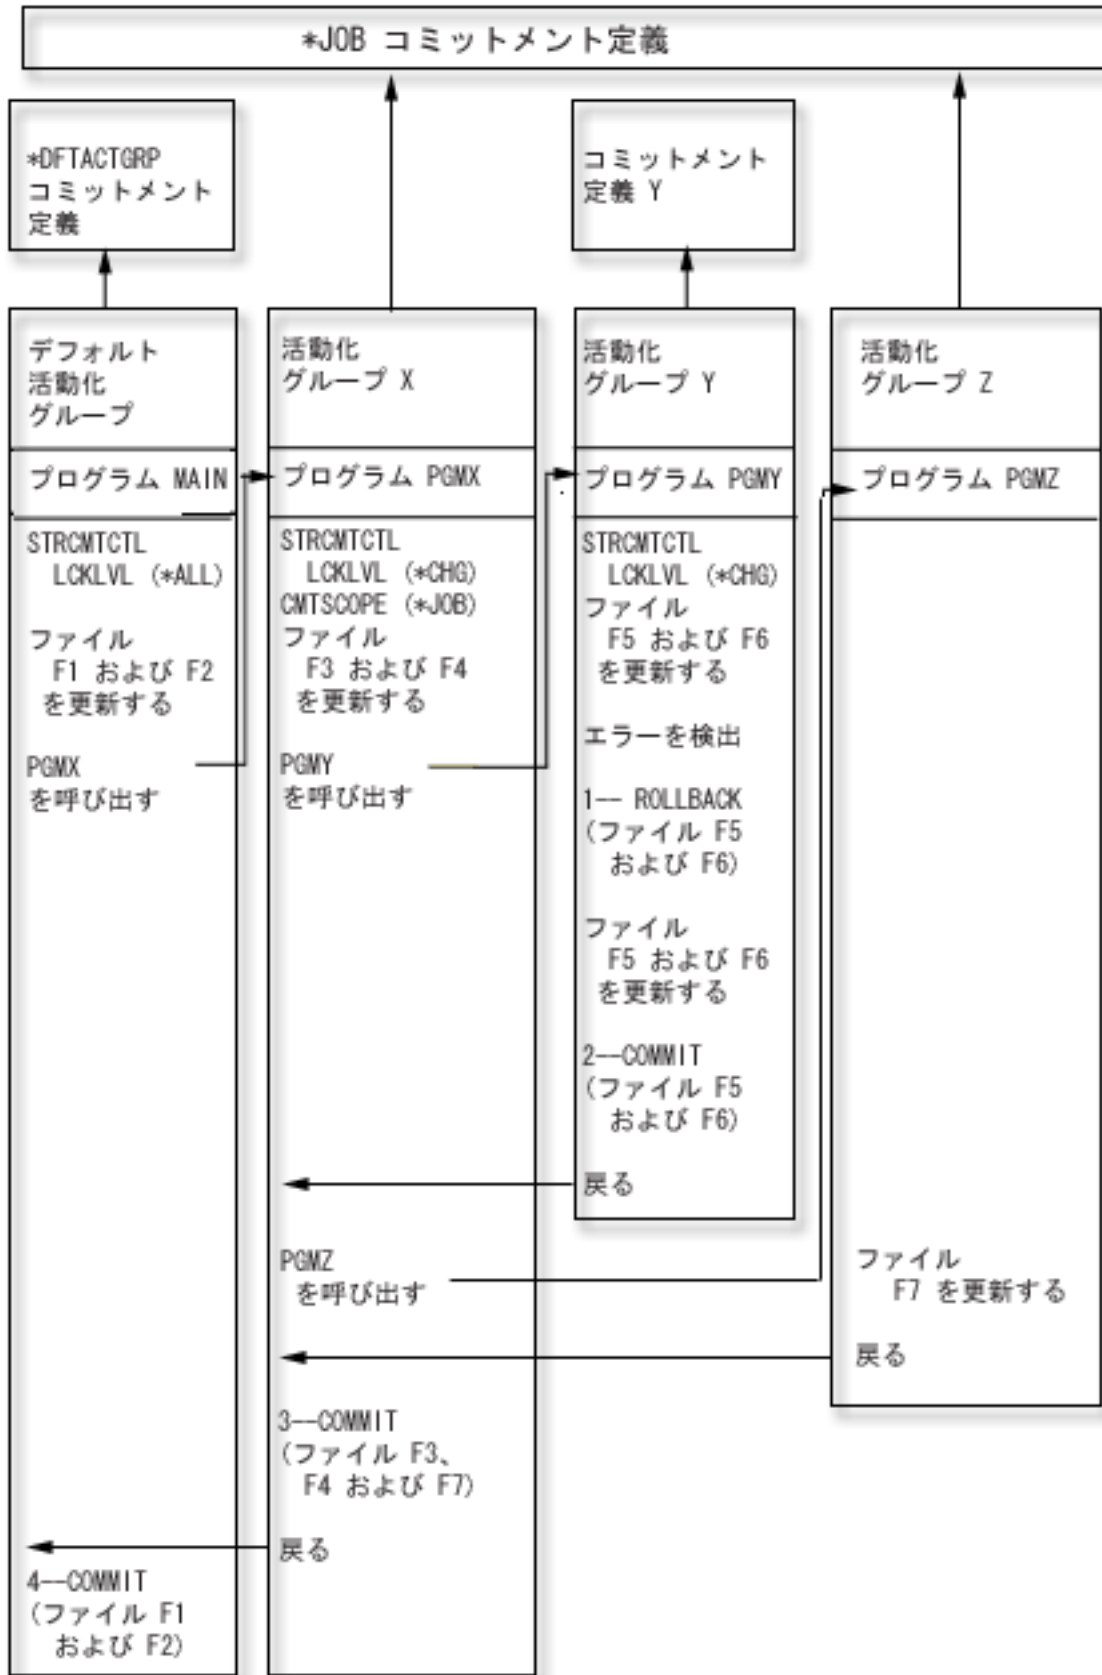 *JOB コミットメント定義
*DFTACTGRP
コミットメント
定義
コミットメント
定義 Y
デフォルト
活動化
グループ
プログラム MAIN
STRCMTCTL
LCKLVL (*ALL)
ファイル
F1 および F2
を更新する
PGMX
を呼び出す
4--COMMIT
(ファイル F1
および F2)
活動化
グループ X
プログラム PGMX
STRCMTCTL
LCKLVL (*CHG)
CMTSCOPE (*JOB)
ファイル
F3 および F4
を更新する
PGMY
を呼び出す
PGMZ
を呼び出す
3--COMMIT
(ファイル F3、
F4 および F7)
戻る
活動化
グループ Y
プログラム PGMY
STRCMTCTL
LCKLVL (*CHG)
ファイル
F5 および F6
を更新する
エラーを検出
1-- ROLLBACK
(ファイル F5
および F6)
ファイル
F5 および F6
を更新する
2--COMMIT
(ファイル F5
および F6)
戻る
活動化
グループ Z
プログラム PGMZ
ファイル
F7 を更新する
戻る